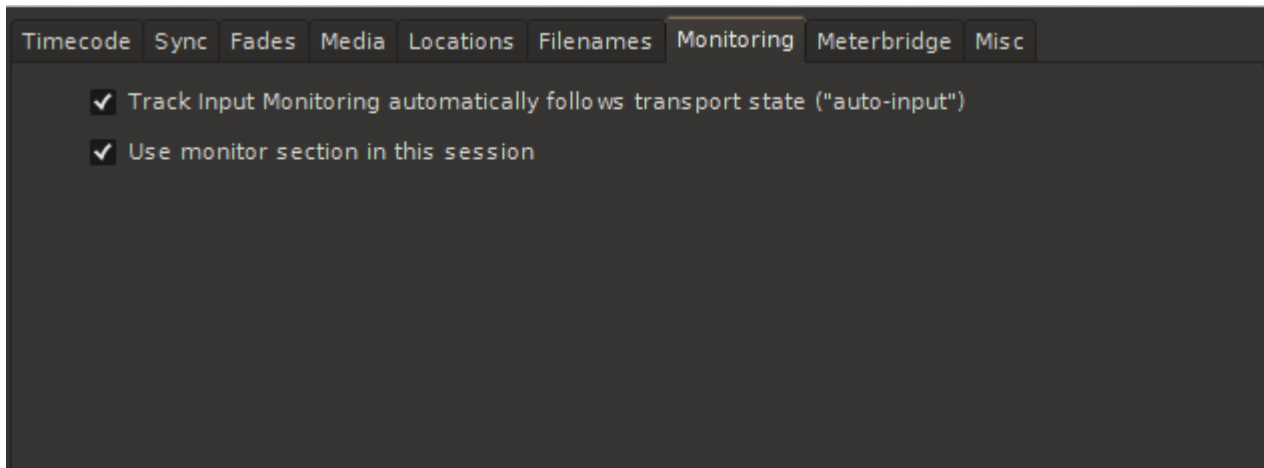 Timecode Sync Fades Media Locations Filenames Monitoring Meterbridge Misc
Track Input Monitoring automatically follows transport state ("auto-input")
Use monitor section in this session